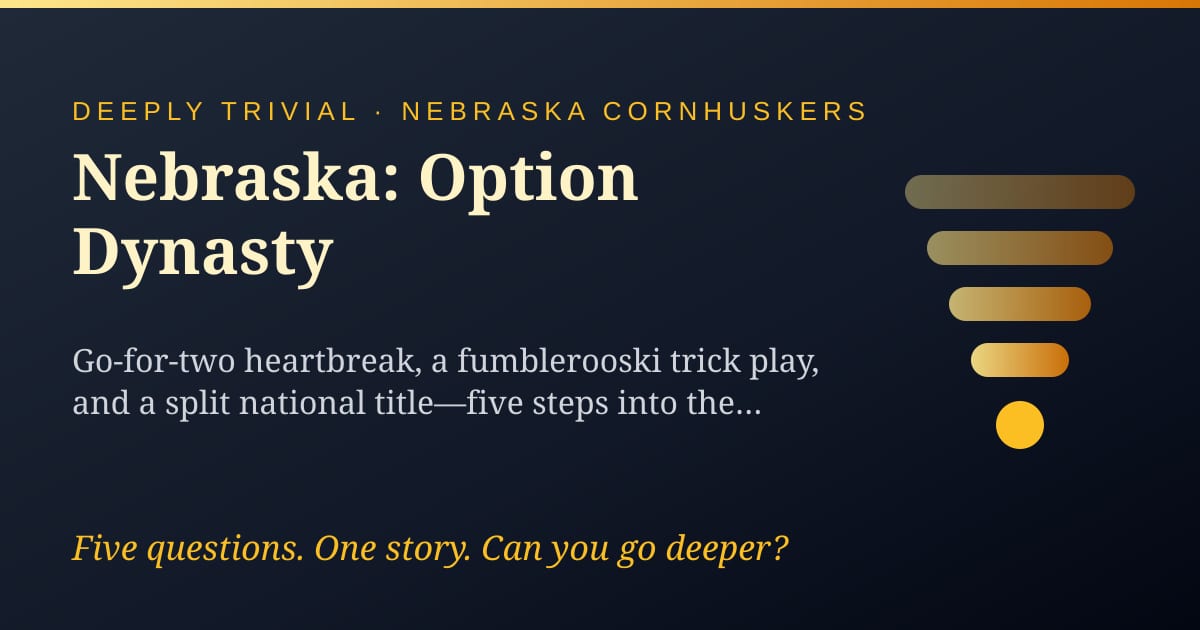 DEEPLY TRIVIAL · NEBRASKA CORNHUSKERS
Nebraska: Option
Dynasty
Go-for-two heartbreak, a fumblerooski trick play,
and a split national title—five steps into the…
Five questions. One story. Can you go deeper?